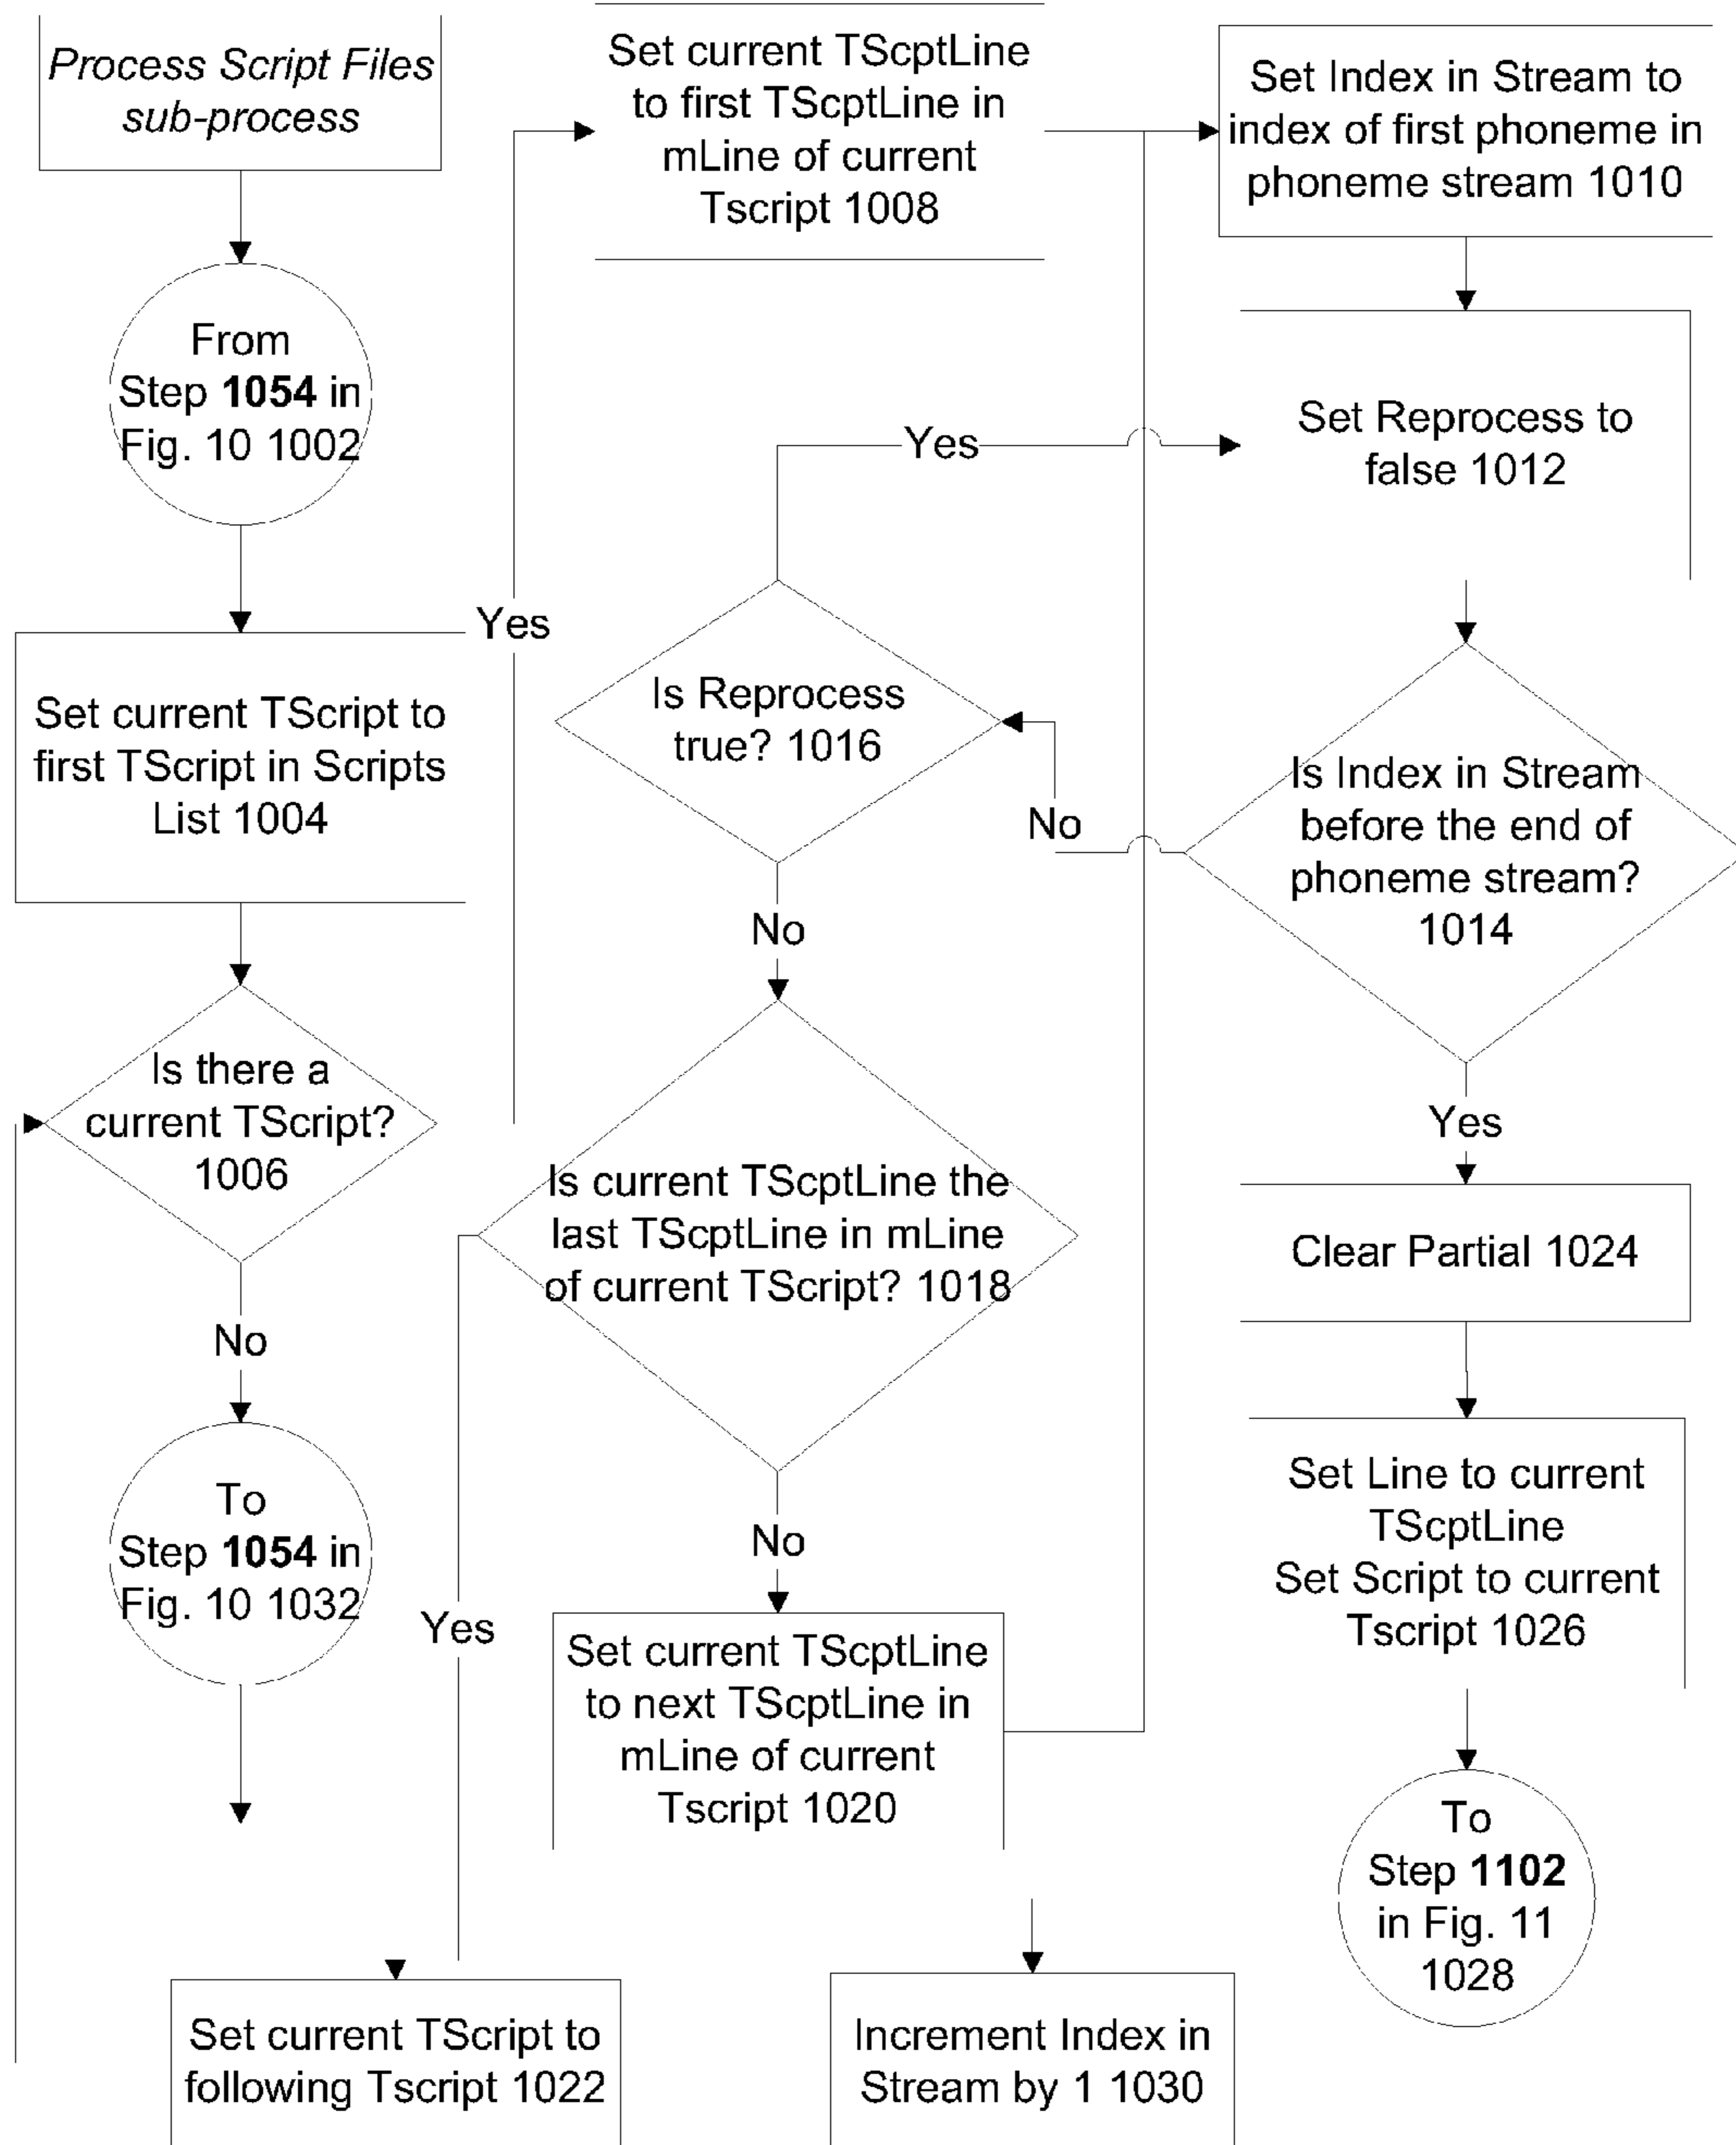 Process Script Files
sub-process
From
Step 1054 in
Fig. 10 1002
Set current TScript to
first TScript in Scripts
List 1004
Is there a
current TScript?
1006
No
To
Step 1054 in
Fig. 10 1032
Yes
Set current TScptLine
to first TScptLine in
mLine of current
Tscript 1008
Set Index in Stream to
index of first phoneme in
phoneme stream 1010
Set Reprocess to
false 1012
Yes
Is Reprocess
true? 1016
No
Is Index in Stream
before the end of
phoneme stream?
1014
No
Is current TScptLine the
last TScptLine in mLine
of current TScript? 1018
Yes
No
Set current TScptLine
to next TScptLine in
mLine of current
Tscript 1020
Set current TScript to
following Tscript 1022
Yes
Clear Partial 1024
Set Line to current
TScptLine
Set Script to current
Tscript 1026
To
Step 1102
in Fig. 11
1028
Increment Index in
Stream by 1 1030